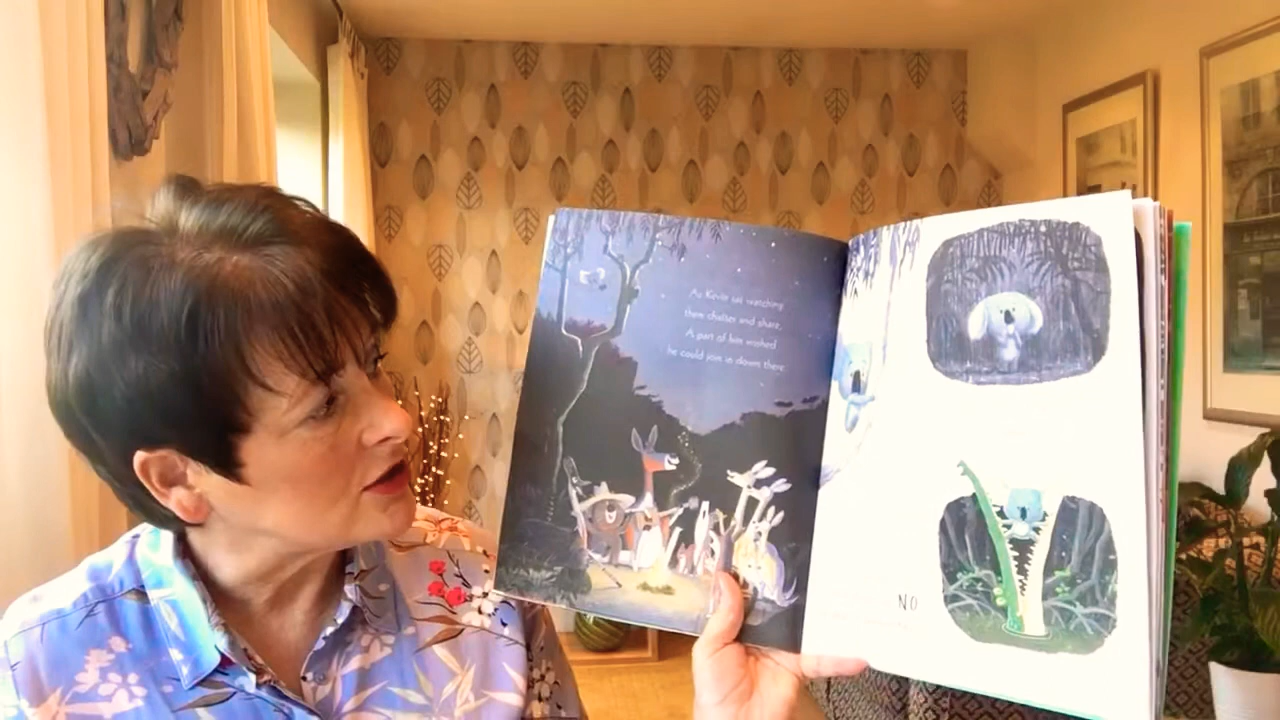 As Kevin sat watching
them chatter and share,
A part of him wished
he could join in down there.
NO